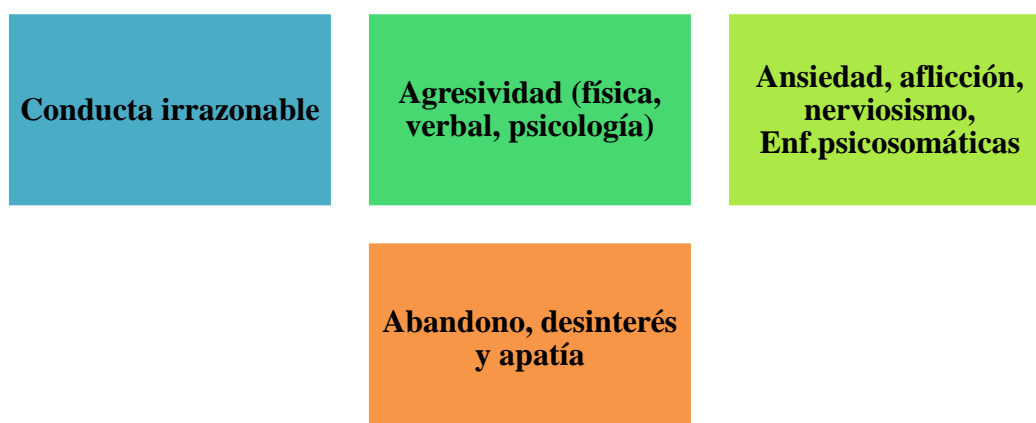 Conducta irrazonable
Agresividad (física,
verbal, psicología)
Ansiedad, aflicción,
nerviosismo,
Enf.psicosomáticas
Abandono, desinterés
y apatía